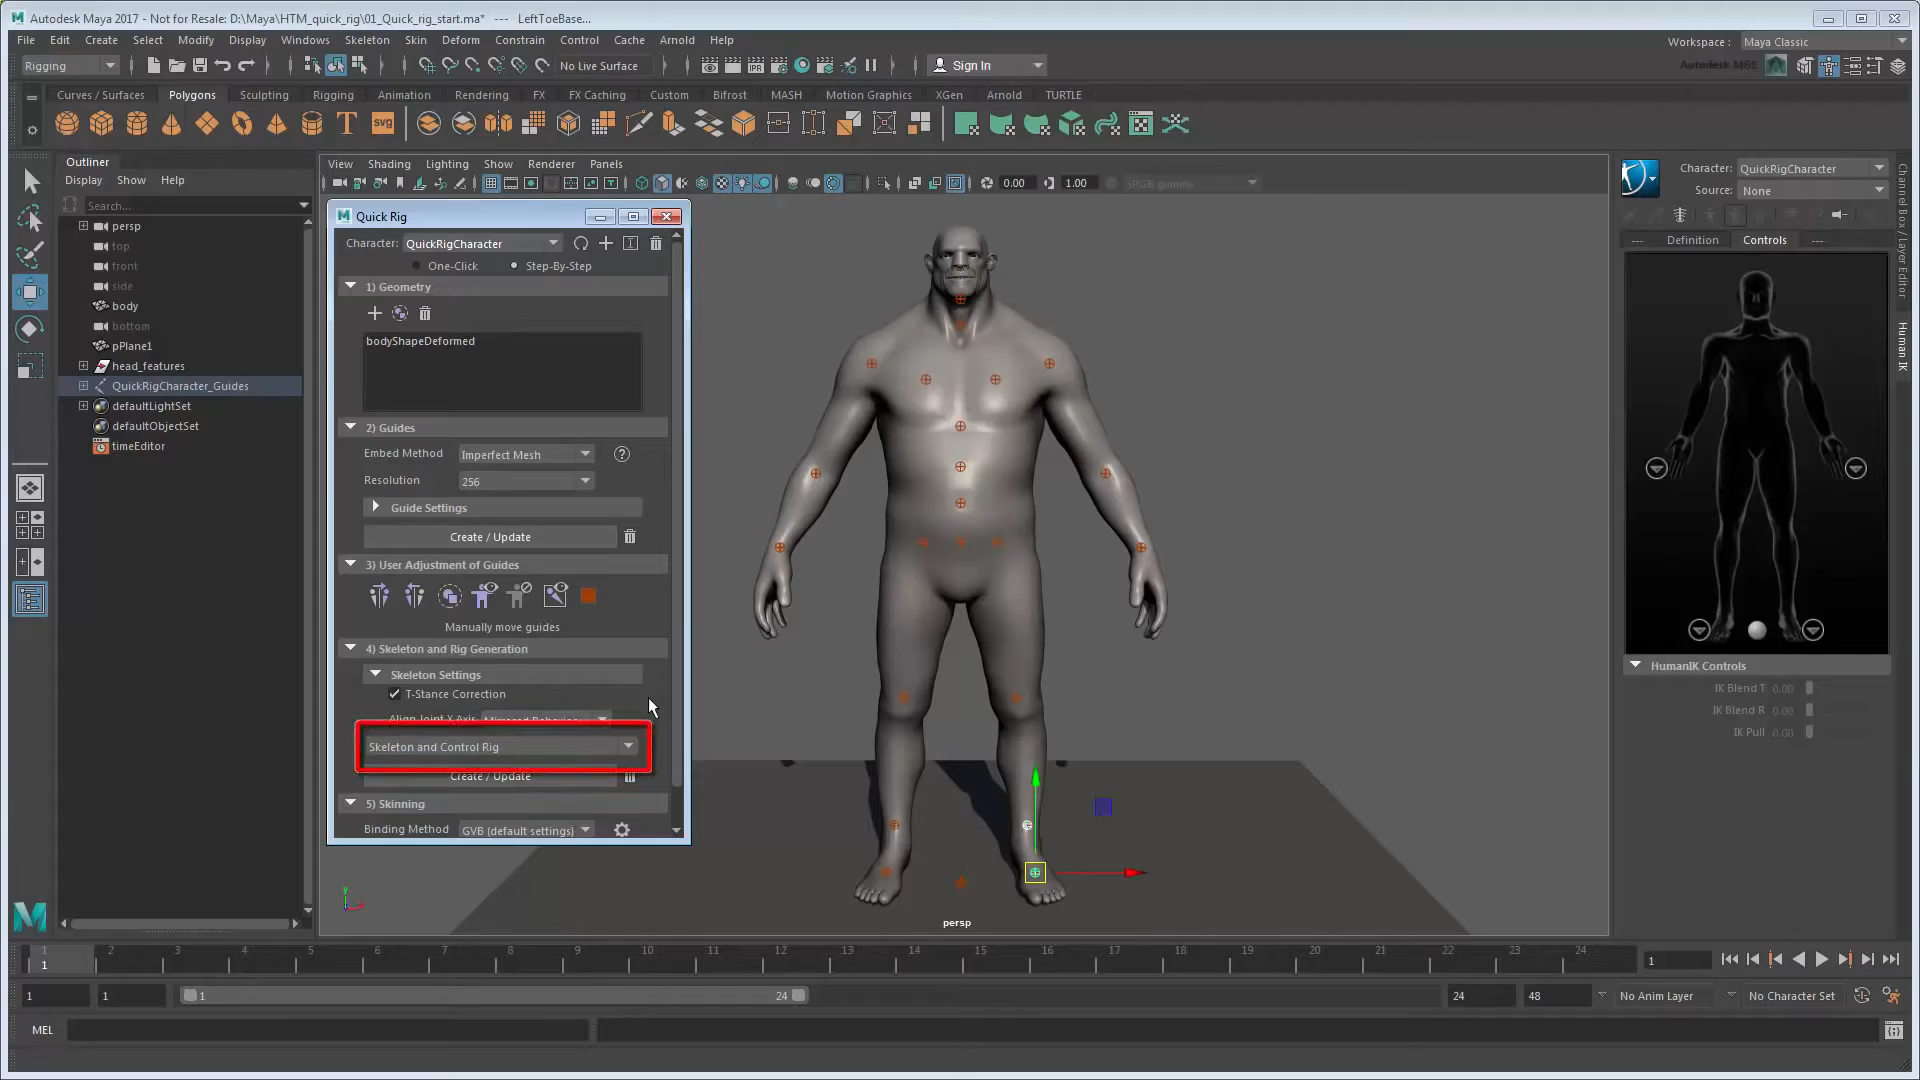 Autodesk Maya 2017 - Not for Resale: D:\Maya\HTM_quick_rig\01_Quick_rig_start.ma* --- LeftToeBase...
File Edit Create Select Modify Display Windows Skeleton Skin Deform Constrain Control Cache Arnold Help
Workspace : Maya Classic
Rigging
No Live Surface
Sign In
Autodesk MGE
Curves / Surfaces Polygons Sculpting Rigging Animation Rendering FX FX Caching Custom Bifrost MASH Motion Graphics XGen Arnold TURTLE
SVG
Outliner
Display Show Help
Search...
persp
top
front
side
body
bottom
pPlane1
head_features
QuickRigCharacter_Guides
defaultLightSet
defaultObjectSet
timeEditor
View Shading Lighting Show Renderer Panels
0.00 1.00 sRGB gamma
Quick Rig
Character: QuickRigCharacter
One-Click Step-By-Step
1) Geometry
bodyShapeDeformed
2) Guides
Embed Method Imperfect Mesh
Resolution 256
Guide Settings
Create / Update
3) User Adjustment of Guides
Manually move guides
4) Skeleton and Rig Generation
Skeleton Settings
T-Stance Correction
Align Joint X Axis Mirrored Behavior
Skeleton and Control Rig
Create / Update
5) Skinning
Binding Method GVB (default settings)
y
persp
Character: QuickRigCharacter
Source: None
--- Definition Controls ---
HumanIK Controls
IK Blend T 0.00
IK Blend R 0.00
IK Pull 0.00
Channel Box / Layer Editor
Human IK
1 2 3 4 5 6 7 8 9 10 11 12 13 14 15 16 17 18 19 20 21 22 23 24
1
1
1 1 1 24 24 48 No Anim Layer No Character Set
MEL